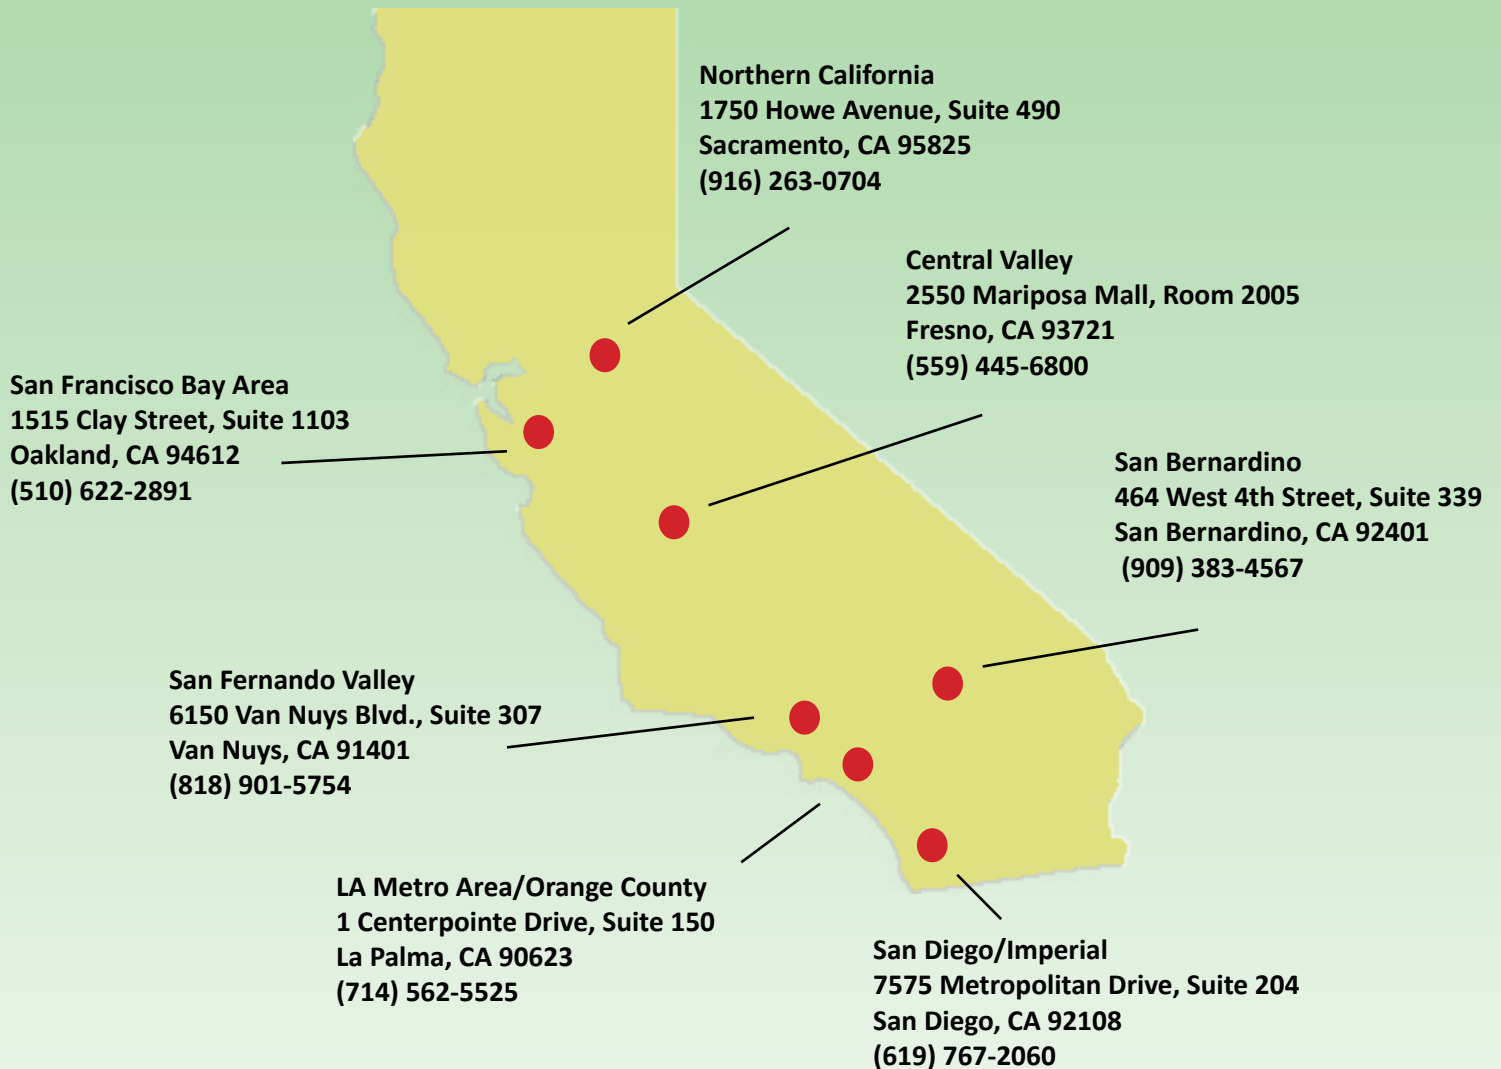 Northern California
1750 Howe Avenue, Suite 490
Sacramento, CA 95825
(916) 263-0704
Central Valley
2550 Mariposa Mall, Room 2005
Fresno, CA 93721
(559) 445-6800
San Francisco Bay Area
1515 Clay Street, Suite 1103
Oakland, CA 94612
(510) 622-2891
San Bernardino
464 West 4th Street, Suite 339
San Bernardino, CA 92401
(909) 383-4567
San Fernando Valley
6150 Van Nuys Blvd., Suite 307
Van Nuys, CA 91401
(818) 901-5754
LA Metro Area/Orange County
1 Centerpointe Drive, Suite 150
La Palma, CA 90623
(714) 562-5525
San Diego/Imperial
7575 Metropolitan Drive, Suite 204
San Diego, CA 92108
(619) 767-2060